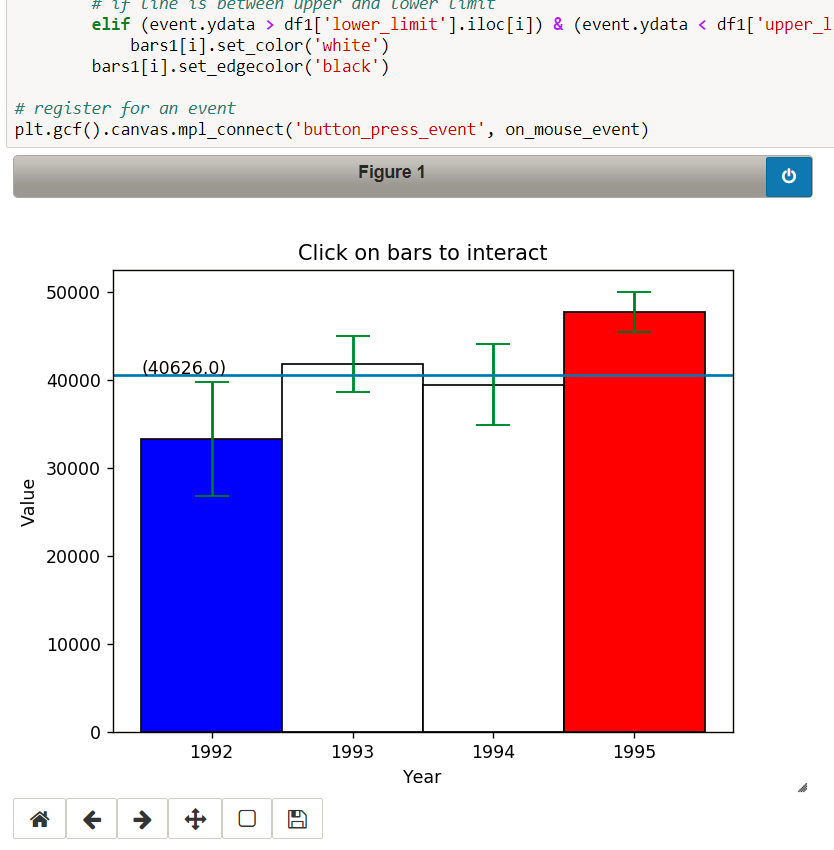 # if line is between upper and lower limit
elif (event.ydata > df1['lower_limit'].iloc[i]) & (event.ydata < df1['upper_l
bars1[i].set_color('white')
bars1[i].set_edgecolor('black')
# register for an event
plt.gcf().canvas.mpl_connect('button_press_event', on_mouse_event)
Figure 1
Click on bars to interact
50000
(40626.0)
40000
30000
Value
20000
10000
0
1992 1993 1994 1995
Year